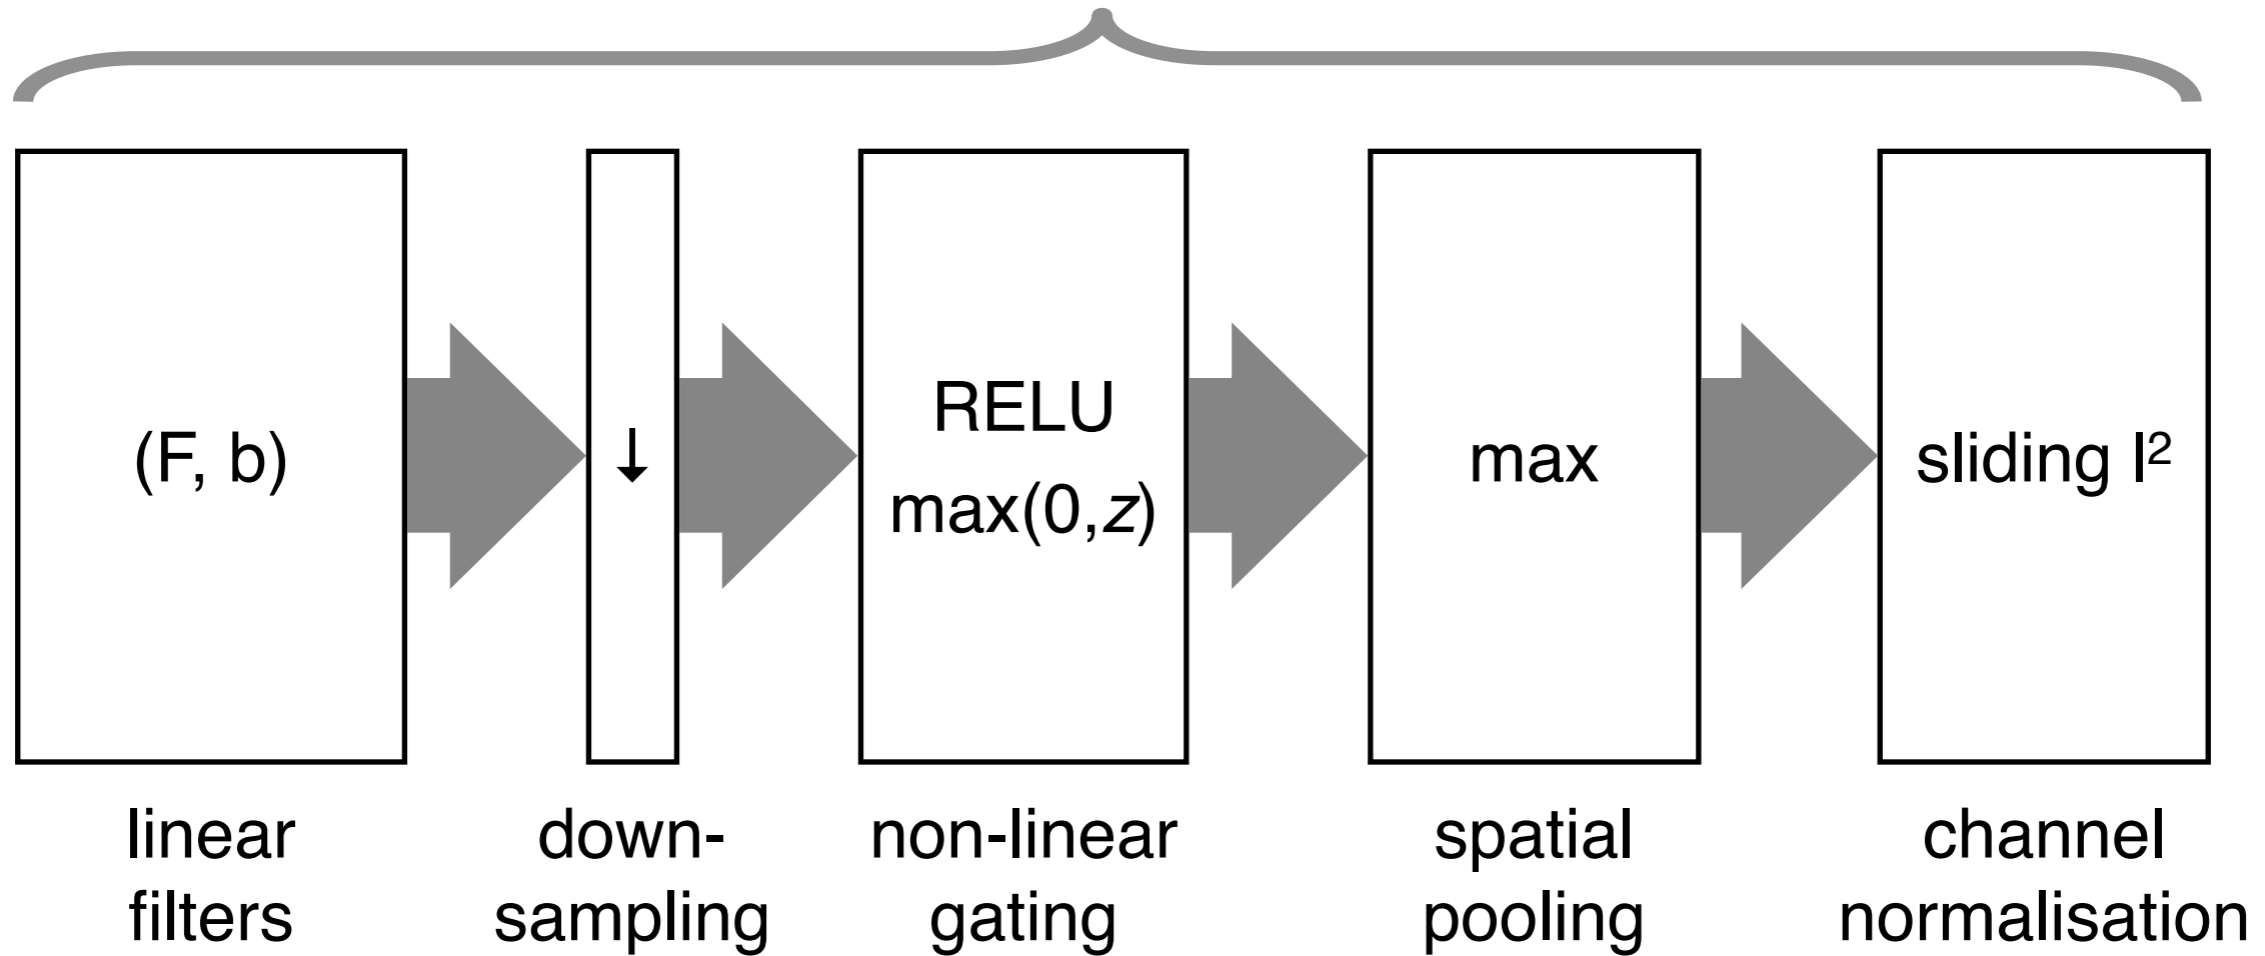 (F, b)
↓
RELU
max(0,z)
max
sliding l²
linear
filters
down-
sampling
non-linear
gating
spatial
pooling
channel
normalisation